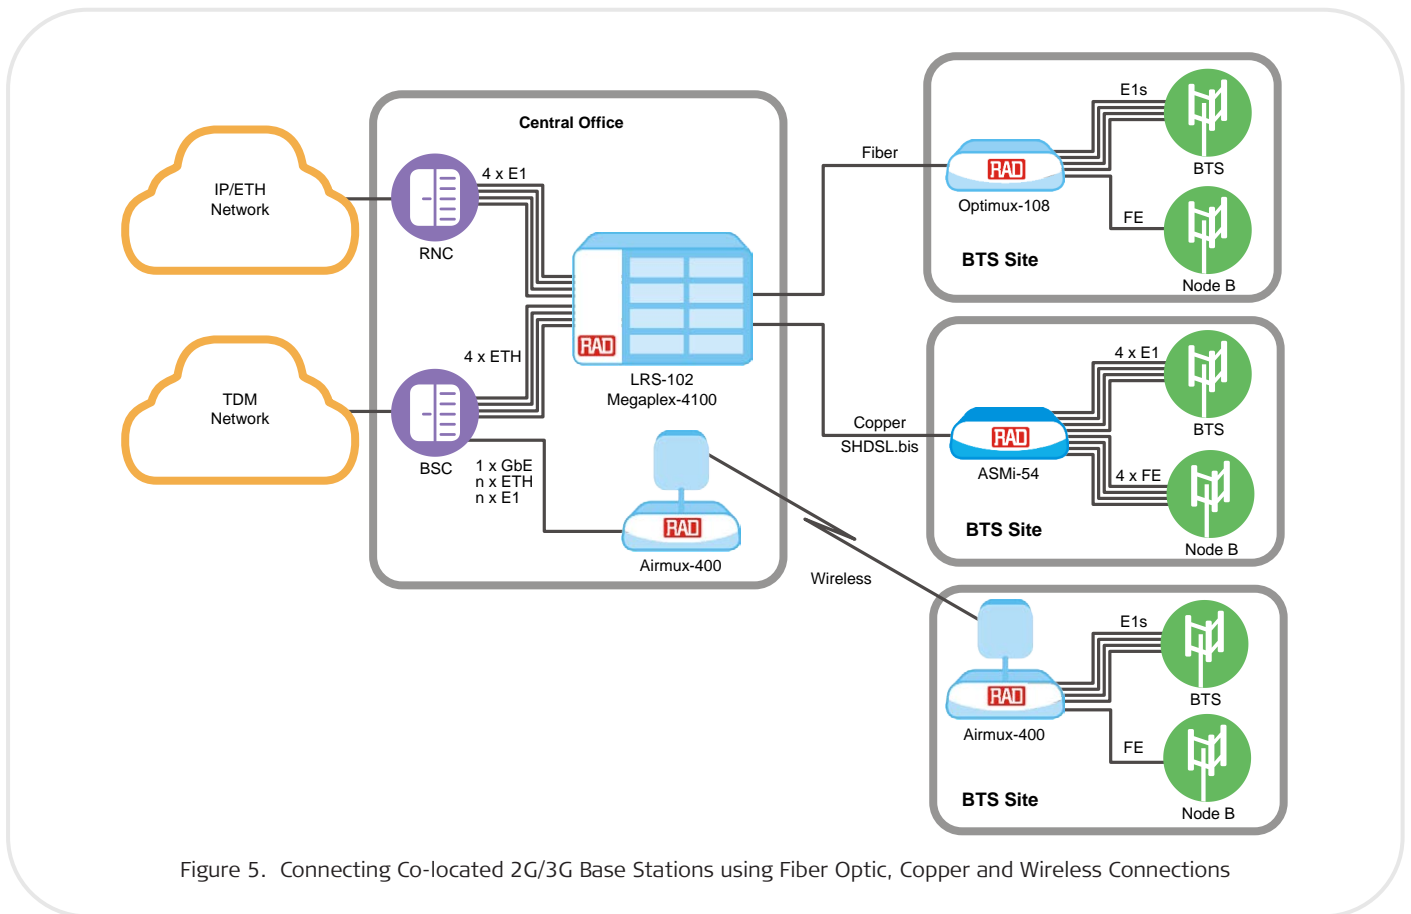 Central Office
IP/ETH
Network
RNC
4 x E1
TDM
Network
BSC
4 x ETH
RAD
LRS-102
Megaplex-4100
1 x GbE
n x ETH
n x E1
RAD
Airmux-400
Fiber
Copper
SHDSL.bis
Wireless
E1s
RAD
BTS
Optimux-108
FE
BTS Site
Node B
4 x E1
BTS
RAD
ASMi-54
4 x FE
BTS Site
Node B
E1s
RAD
BTS
Airmux-400
FE
BTS Site
Node B
Figure 5. Connecting Co-located 2G/3G Base Stations using Fiber Optic, Copper and Wireless Connections